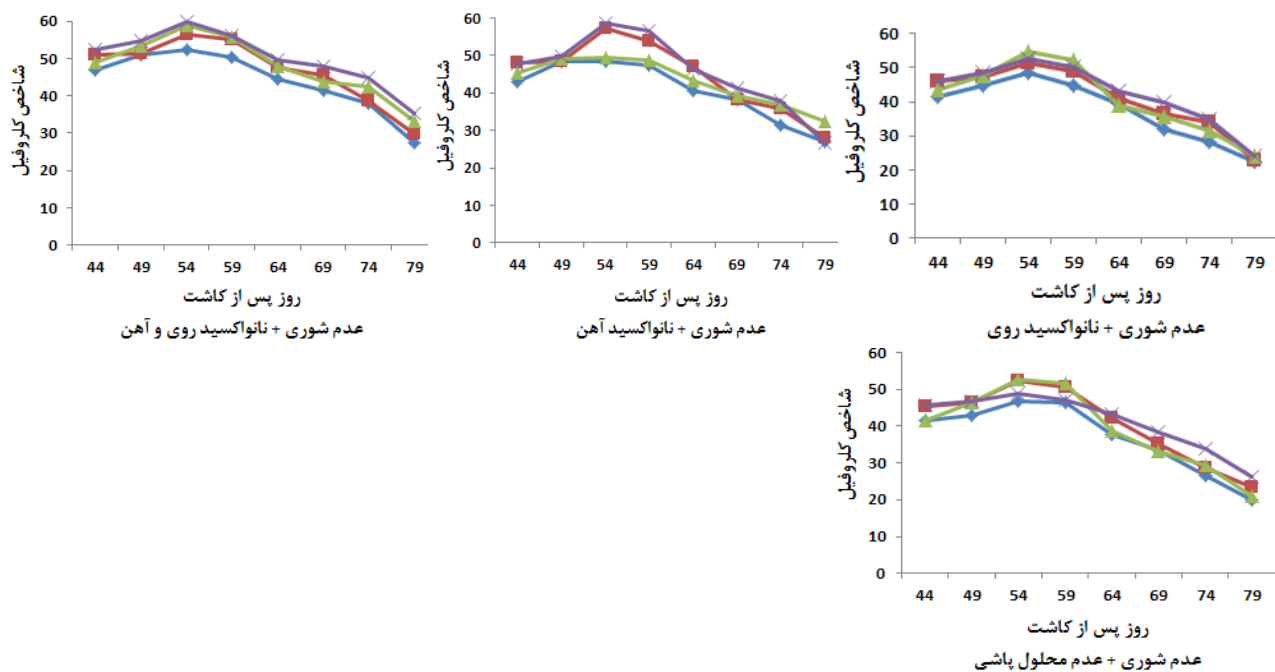 شاخص کلروفیل
60
50
40
30
20
10
0
44 49 54 59 64 69 74 79
روز پس از کاشت
عدم شوری + نانواکسید روی
شاخص کلروفیل
60
50
40
30
20
10
0
44 49 54 59 64 69 74 79
روز پس از کاشت
عدم شوری + نانواکسید آهن
شاخص کلروفیل
60
50
40
30
20
10
0
44 49 54 59 64 69 74 79
روز پس از کاشت
عدم شوری + نانواکسید روی و آهن
شاخص کلروفیل
60
50
40
30
20
10
0
44 49 54 59 64 69 74 79
روز پس از کاشت
عدم شوری + عدم محلول پاشی